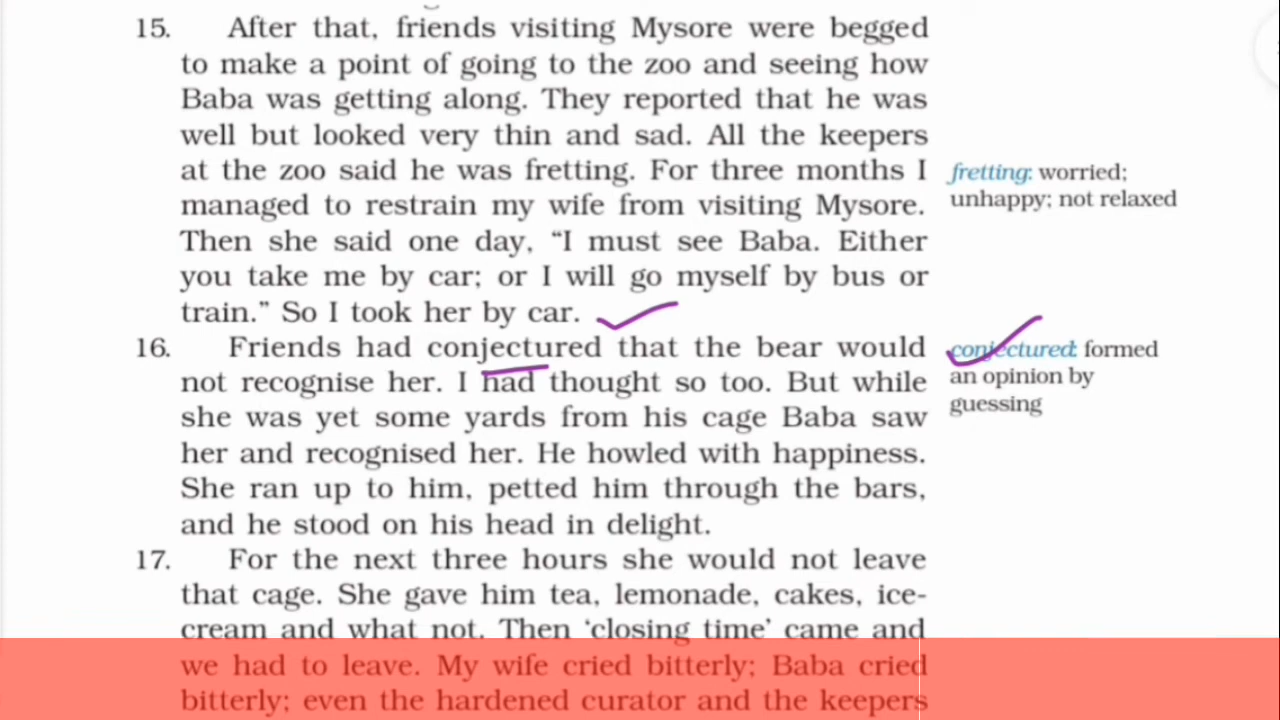 15. After that, friends visiting Mysore were begged
to make a point of going to the zoo and seeing how
Baba was getting along. They reported that he was
well but looked very thin and sad. All the keepers
at the zoo said he was fretting. For three months I
managed to restrain my wife from visiting Mysore.
Then she said one day, “I must see Baba. Either
you take me by car; or I will go myself by bus or
train.” So I took her by car.
fretting: worried;
unhappy; not relaxed
16. Friends had conjectured that the bear would
not recognise her. I had thought so too. But while
she was yet some yards from his cage Baba saw
her and recognised her. He howled with happiness.
She ran up to him, petted him through the bars,
and he stood on his head in delight.
conjectured: formed
an opinion by
guessing
17. For the next three hours she would not leave
that cage. She gave him tea, lemonade, cakes, ice-
cream and what not. Then ‘closing time’ came and
we had to leave. My wife cried bitterly; Baba cried
bitterly; even the hardened curator and the keepers